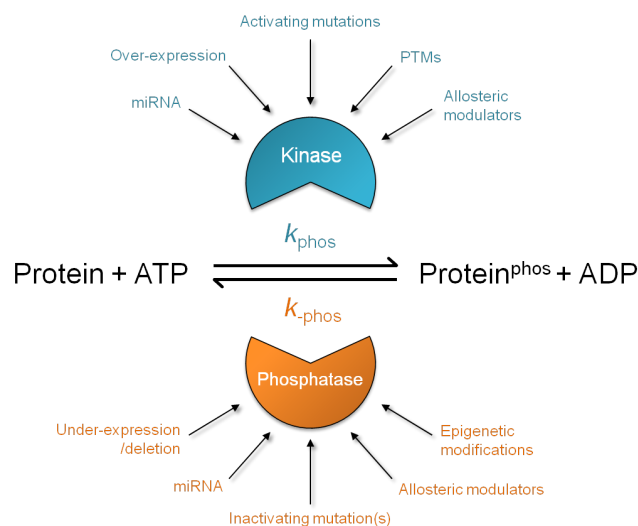 Activating mutations
Over-expression
PTMs
miRNA
Allosteric
modulators
Kinase
kphos
Protein + ATP
Proteinphos + ADP
k-phos
Phosphatase
Under-expression
/deletion
Epigenetic
modifications
miRNA
Allosteric modulators
Inactivating mutation(s)